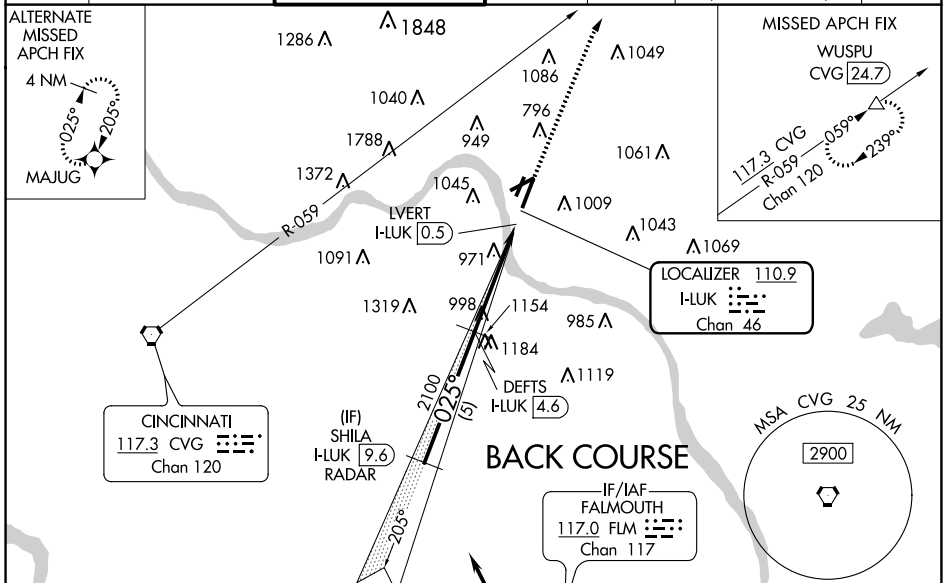 ALTERNATE
MISSED
APCH FIX
4 NM
025°
205°
MAJUG
1286
1848
1086
1049
1040
796
949
1788
1061
1372
1045
1009
R-059
LVERT
I-LUK 0.5
1043
1069
1091
971
1319
998
1154
985
1184
1119
MISSED APCH FIX
WUSPU
CVG 24.7
117.3 CVG
R-059
059°
Chan 120
239°
LOCALIZER 110.9
I-LUK
Chan 46
DEFTS
I-LUK 4.6
2100
025°
(5)
(IF)
SHILA
I-LUK 9.6
RADAR
205°
CINCINNATI
117.3 CVG
Chan 120
BACK COURSE
IF/IAF
FALMOUTH
117.0 FLM
Chan 117
MSA CVG 25 NM
2900